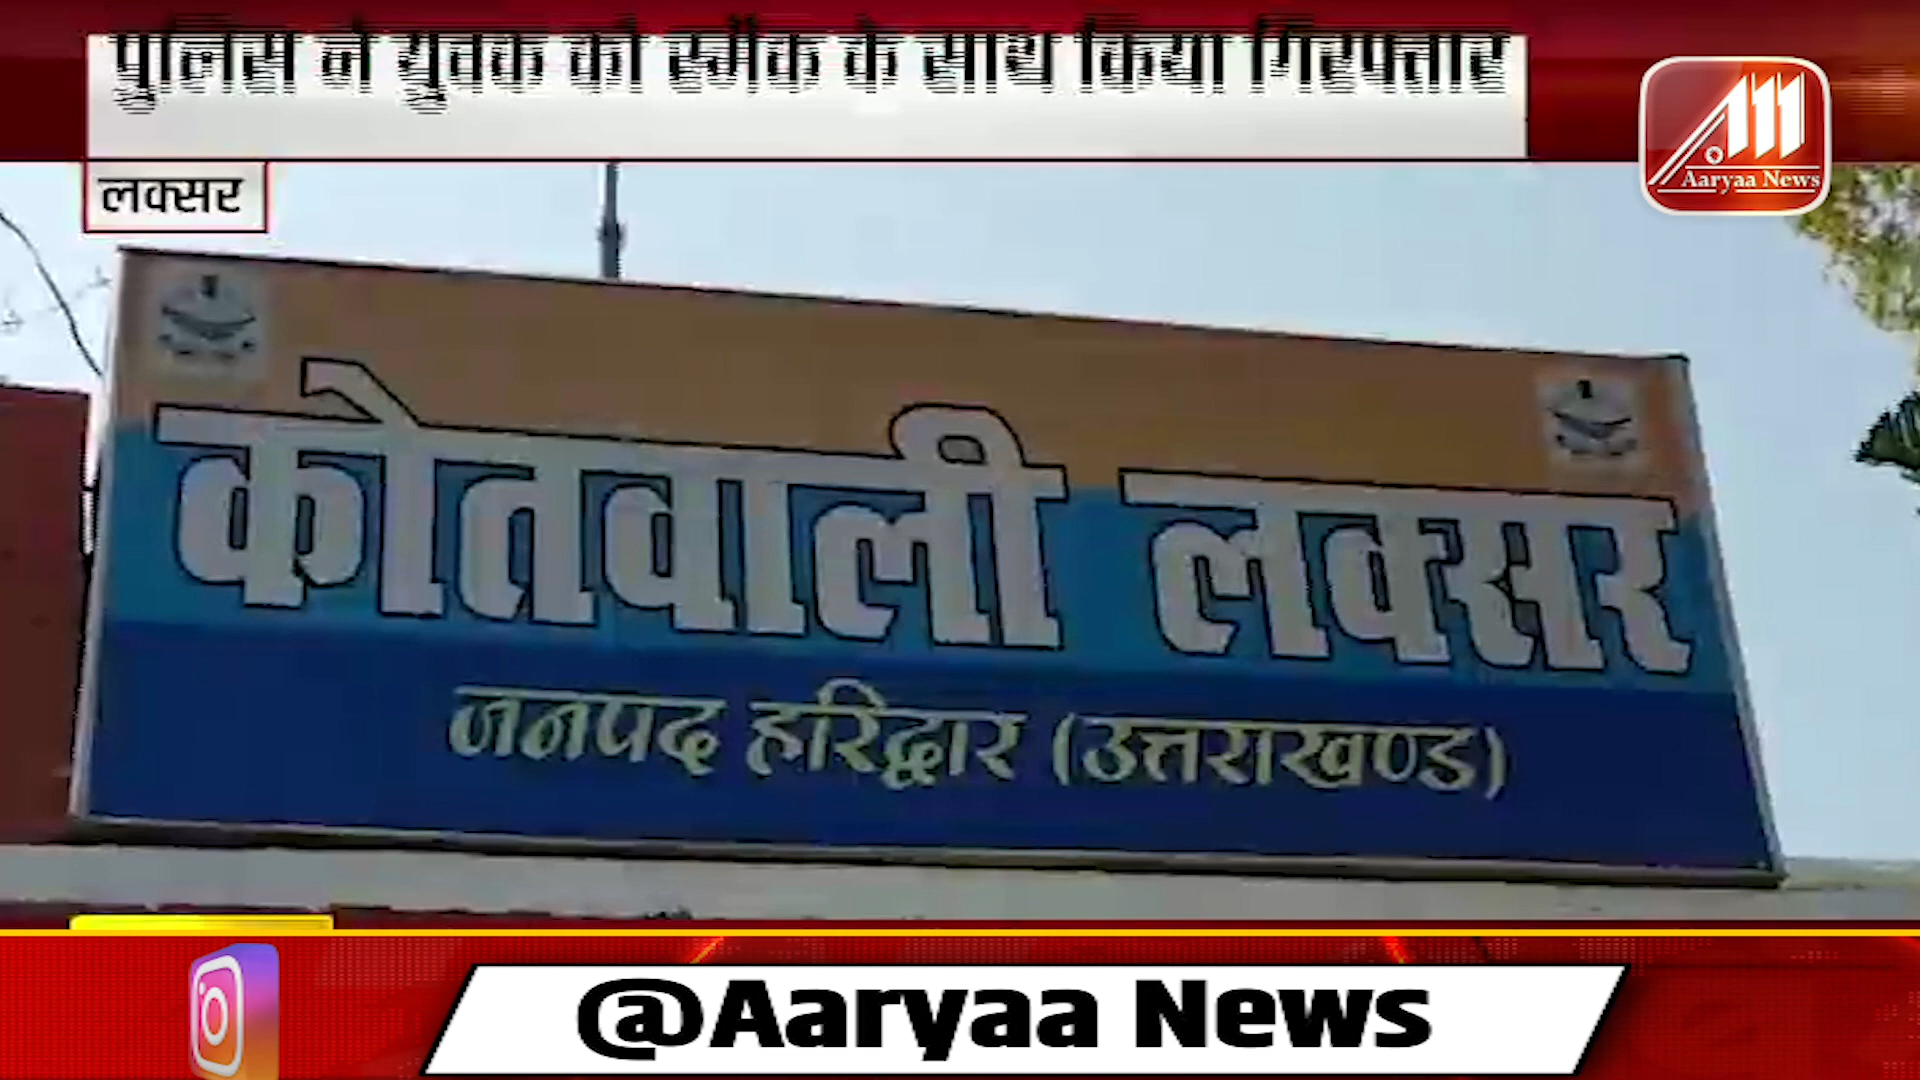 पुलिस ने युवक को स्मैक के साथ किया गिरफ्तार
Aaryaa News
लक्सर
कोतवाली लक्सर
जनपद हरिद्वार (उत्तराखण्ड)
@Aaryaa News